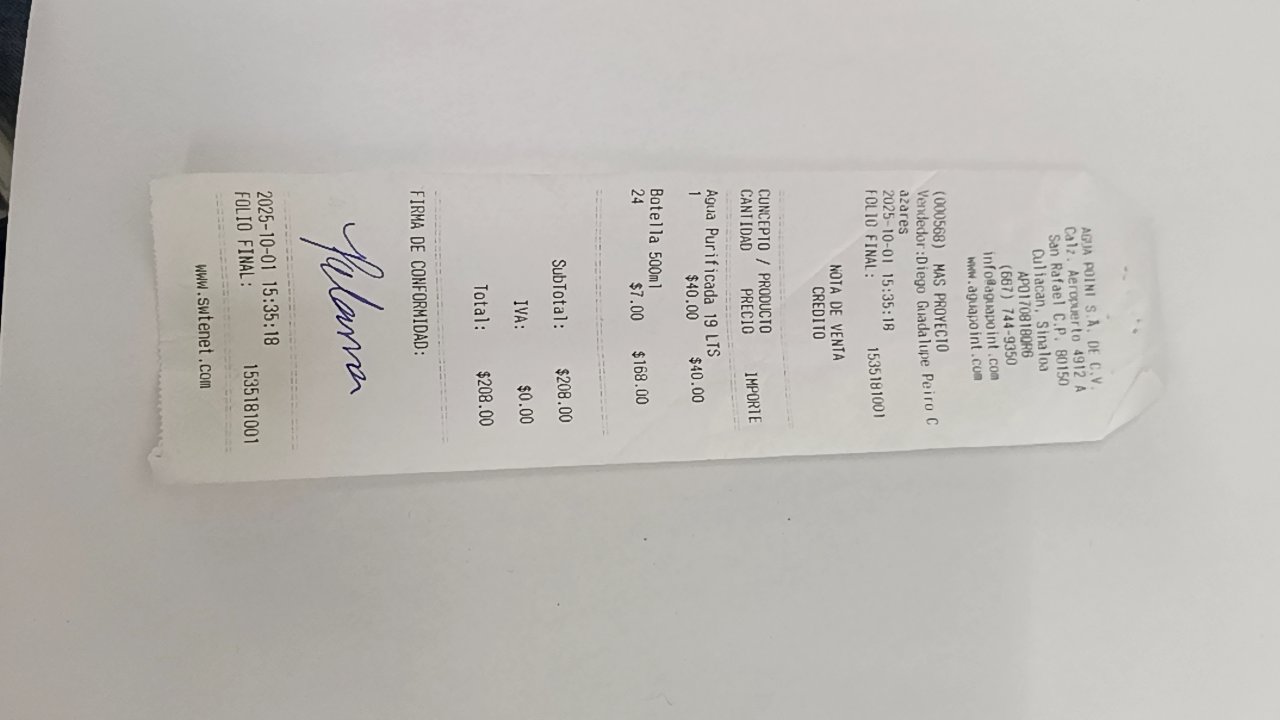 AGUA POINT S.A. DE C.V.
Calz. Aeropuerto 4912 A
San Rafael C.P. 80150
Culiacan, Sinaloa
APO170818QR6
(667) 744-9350
info@aguapoint.com
www.aguapoint.com
(000568) MAS PROYECTO
Vendedor:Diego Guadalupe Peiro C
azares
2025-10-01 15:35:18
FOLIO FINAL: 1535181001
NOTA DE VENTA
CREDITO
CONCEPTO / PRODUCTO
CANTIDAD PRECIO IMPORTE
Agua Purificada 19 LTS
1 $40.00 $40.00
Botella 500ml
24 $7.00 $168.00
SubTotal: $208.00
IVA: $0.00
Total: $208.00
FIRMA DE CONFORMIDAD:
2025-10-01 15:35:18
FOLIO FINAL: 1535181001
www.swtenet.com